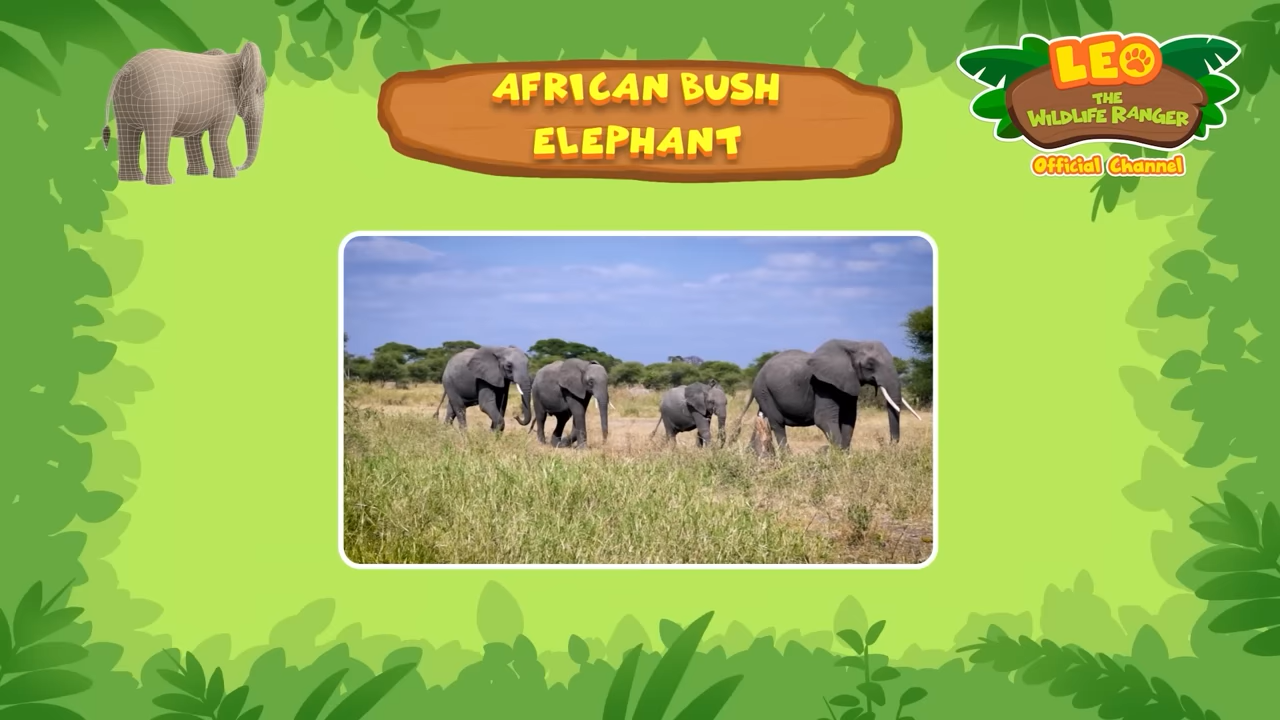 AFRICAN BUSH
ELEPHANT
LEO
THE
WILDLIFE RANGER
Official Channel